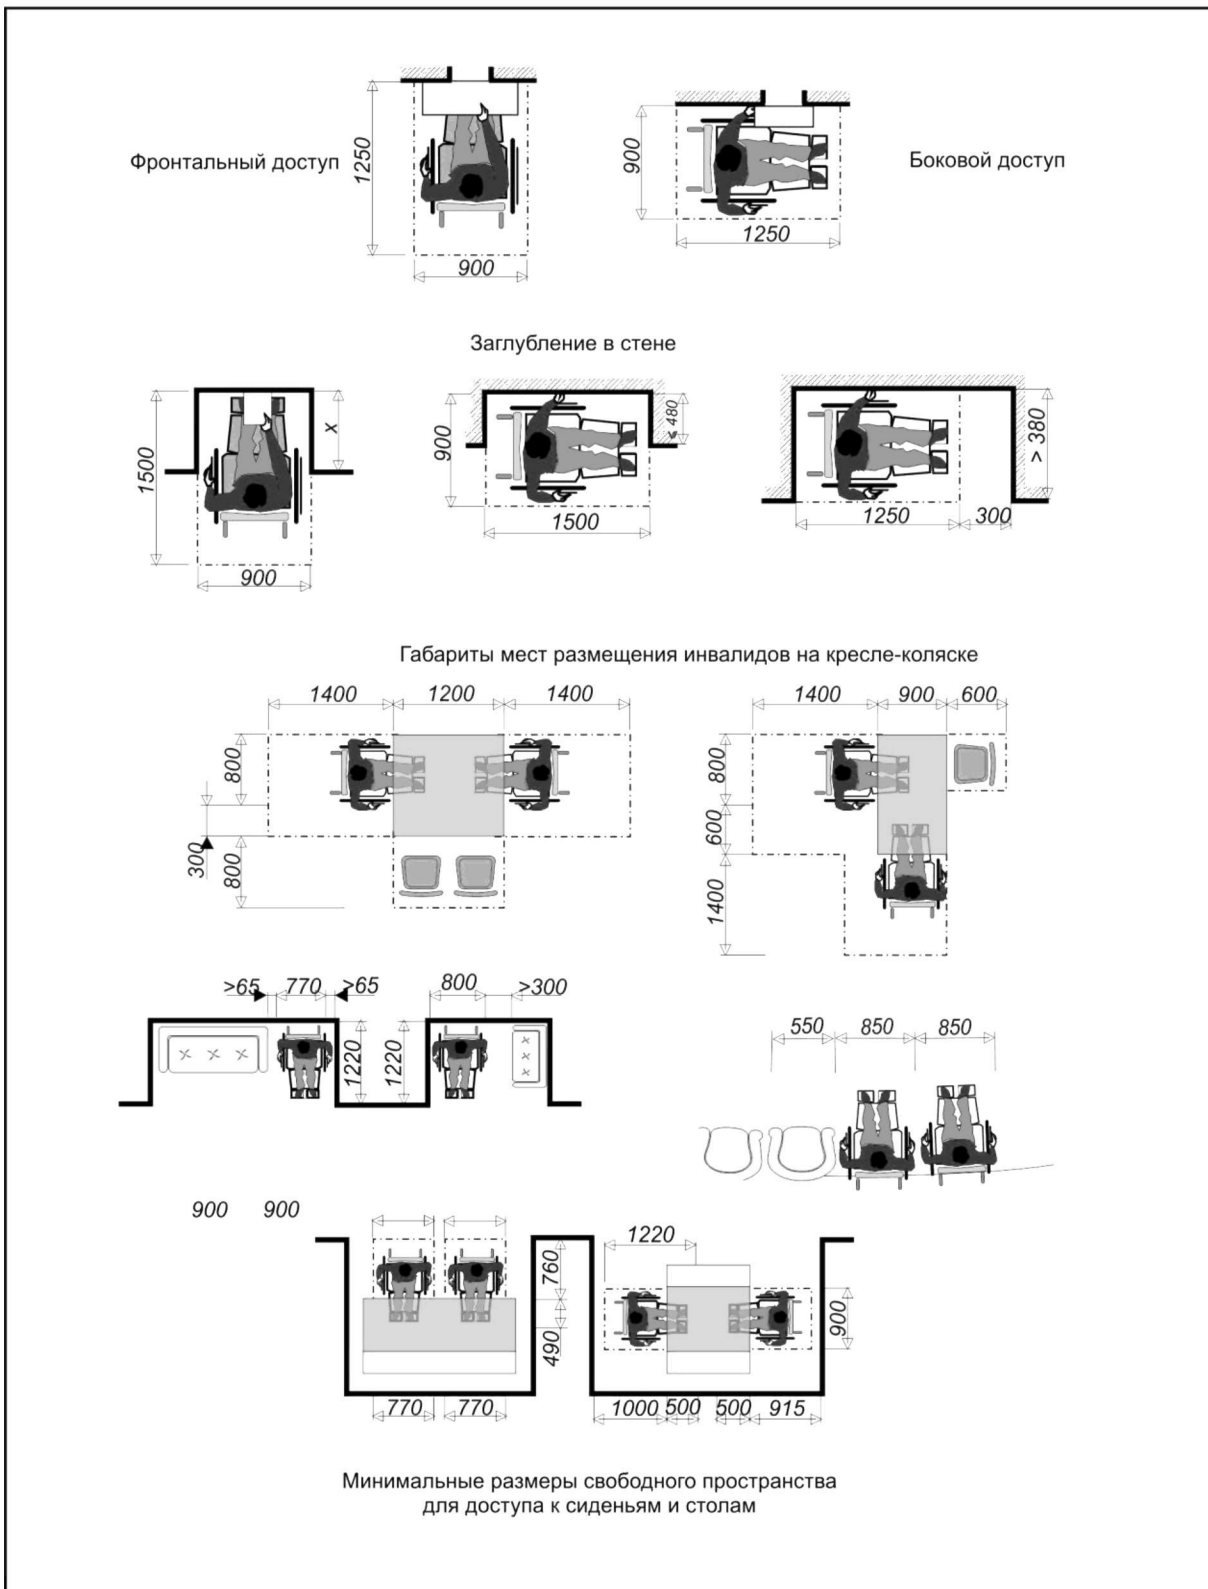 1250
Фронтальный доступ
900
900
Боковой доступ
1250
Заглубление в стене
1500
x
900
900
≤ 480
1500
> 380
1250
300
Габариты мест размещения инвалидов на кресле-коляске
1400 1200 1400
800
300
800
1400 900 600
800
600
1400
>65 770 >65
1220
800 >300
1220
550 850 850
900 900
760
490
770 770
1220
900
1000 500 500 915
Минимальные размеры свободного пространства
для доступа к сиденьям и столам